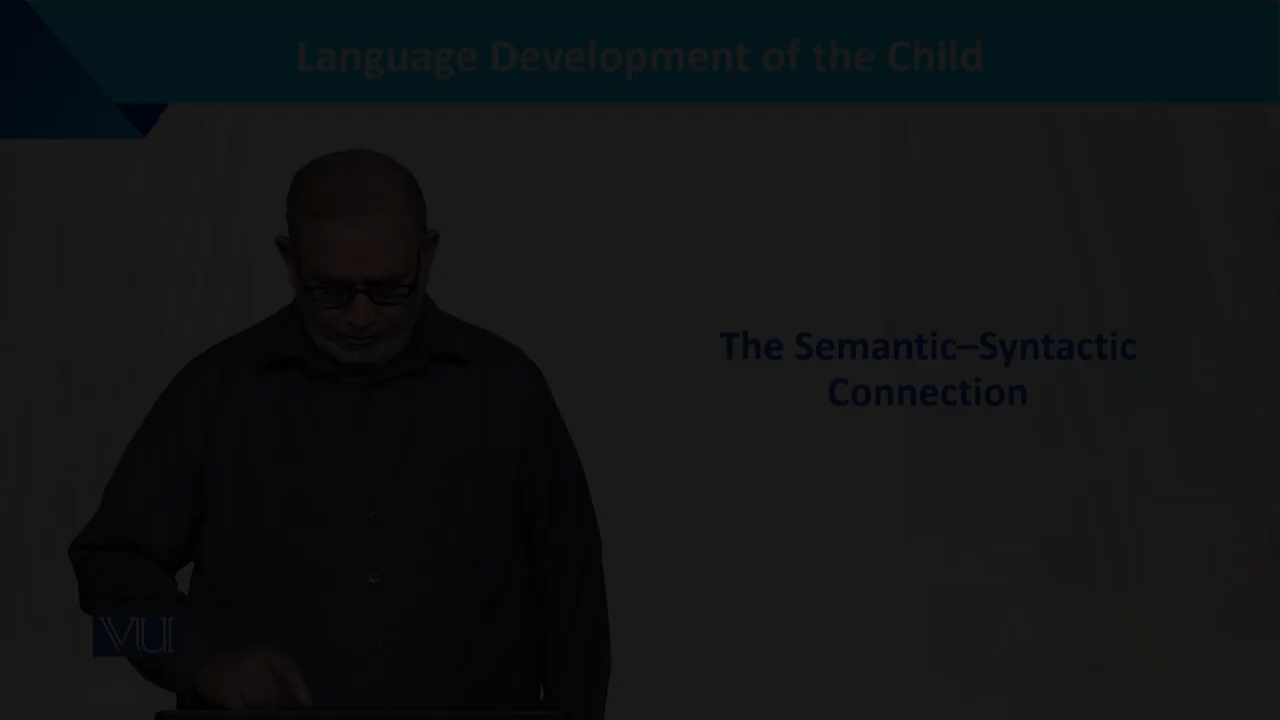 Language Development of the Child
The Semantic–Syntactic
Connection
VU